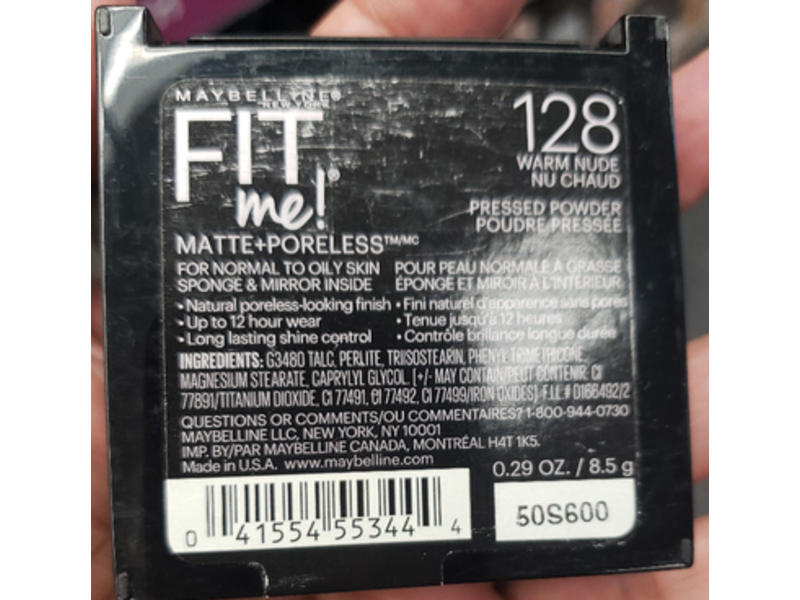 MAYBELLINE®
NEW YORK
FIT
me!®
MATTE+PORELESS™/MC
128
WARM NUDE
NU CHAUD
PRESSED POWDER
POUDRE PRESSÉE
FOR NORMAL TO OILY SKIN
SPONGE & MIRROR INSIDE
• Natural poreless-looking finish
• Up to 12 hour wear
• Long lasting shine control
POUR PEAU NORMALE À GRASSE
ÉPONGE ET MIROIR À L'INTÉRIEUR
• Fini naturel d'apparence sans pores
• Tenue jusqu'à 12 heures
• Contrôle brillance longue durée
INGREDIENTS: G3480 TALC, PERLITE, TRIISOSTEARIN, PHENYL TRIMETHICONE,
MAGNESIUM STEARATE, CAPRYLYL GLYCOL. [+/- MAY CONTAIN/PEUT CONTENIR: CI
77891/TITANIUM DIOXIDE, CI 77491, CI 77492, CI 77499/IRON OXIDES] F.I.L# D166492/2
QUESTIONS OR COMMENTS/OU COMMENTAIRES? 1-800-944-0730
MAYBELLINE LLC, NEW YORK, NY 10001
IMP. BY/PAR MAYBELLINE CANADA, MONTRÉAL H4T 1K5.
Made in U.S.A. www.maybelline.com
0.29 OZ. / 8.5 g
0 41554 55344 4
50S600